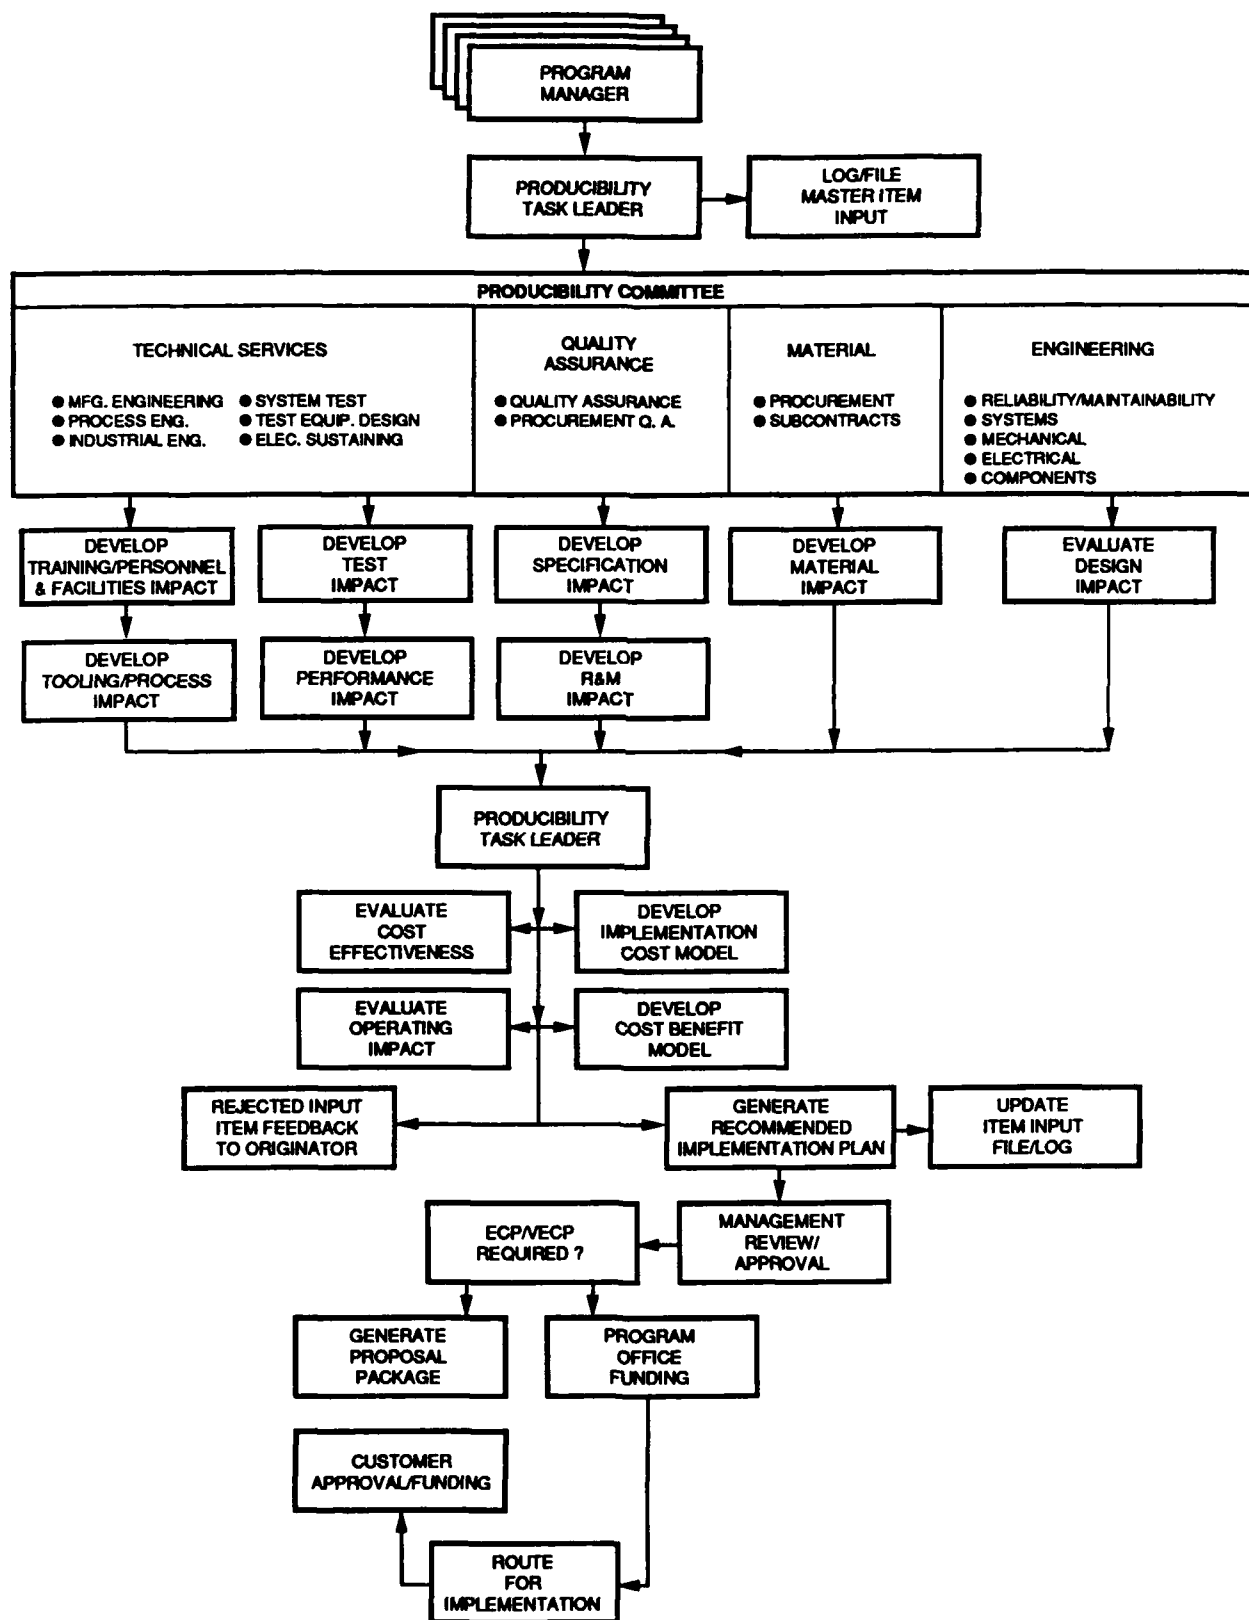 PROGRAM
MANAGER
PRODUCIBILITY
TASK LEADER
LOG/FILE
MASTER ITEM
INPUT
PRODUCIBILITY COMMITTEE
TECHNICAL SERVICES
● MFG. ENGINEERING
● PROCESS ENG.
● INDUSTRIAL ENG.
● SYSTEM TEST
● TEST EQUIP. DESIGN
● ELEC. SUSTAINING
QUALITY
ASSURANCE
● QUALITY ASSURANCE
● PROCUREMENT Q. A.
MATERIAL
● PROCUREMENT
● SUBCONTRACTS
ENGINEERING
● RELIABILITY/MAINTAINABILITY
● SYSTEMS
● MECHANICAL
● ELECTRICAL
● COMPONENTS
DEVELOP
TRAINING/PERSONNEL
& FACILITIES IMPACT
DEVELOP
TEST
IMPACT
DEVELOP
SPECIFICATION
IMPACT
DEVELOP
MATERIAL
IMPACT
EVALUATE
DESIGN
IMPACT
DEVELOP
TOOLING/PROCESS
IMPACT
DEVELOP
PERFORMANCE
IMPACT
DEVELOP
R&M
IMPACT
PRODUCIBILITY
TASK LEADER
EVALUATE
COST
EFFECTIVENESS
DEVELOP
IMPLEMENTATION
COST MODEL
EVALUATE
OPERATING
IMPACT
DEVELOP
COST BENEFIT
MODEL
REJECTED INPUT
ITEM FEEDBACK
TO ORIGINATOR
GENERATE
RECOMMENDED
IMPLEMENTATION PLAN
UPDATE
ITEM INPUT
FILE/LOG
ECP/VECP
REQUIRED ?
MANAGEMENT
REVIEW/
APPROVAL
GENERATE
PROPOSAL
PACKAGE
PROGRAM
OFFICE
FUNDING
CUSTOMER
APPROVAL/FUNDING
ROUTE
FOR
IMPLEMENTATION